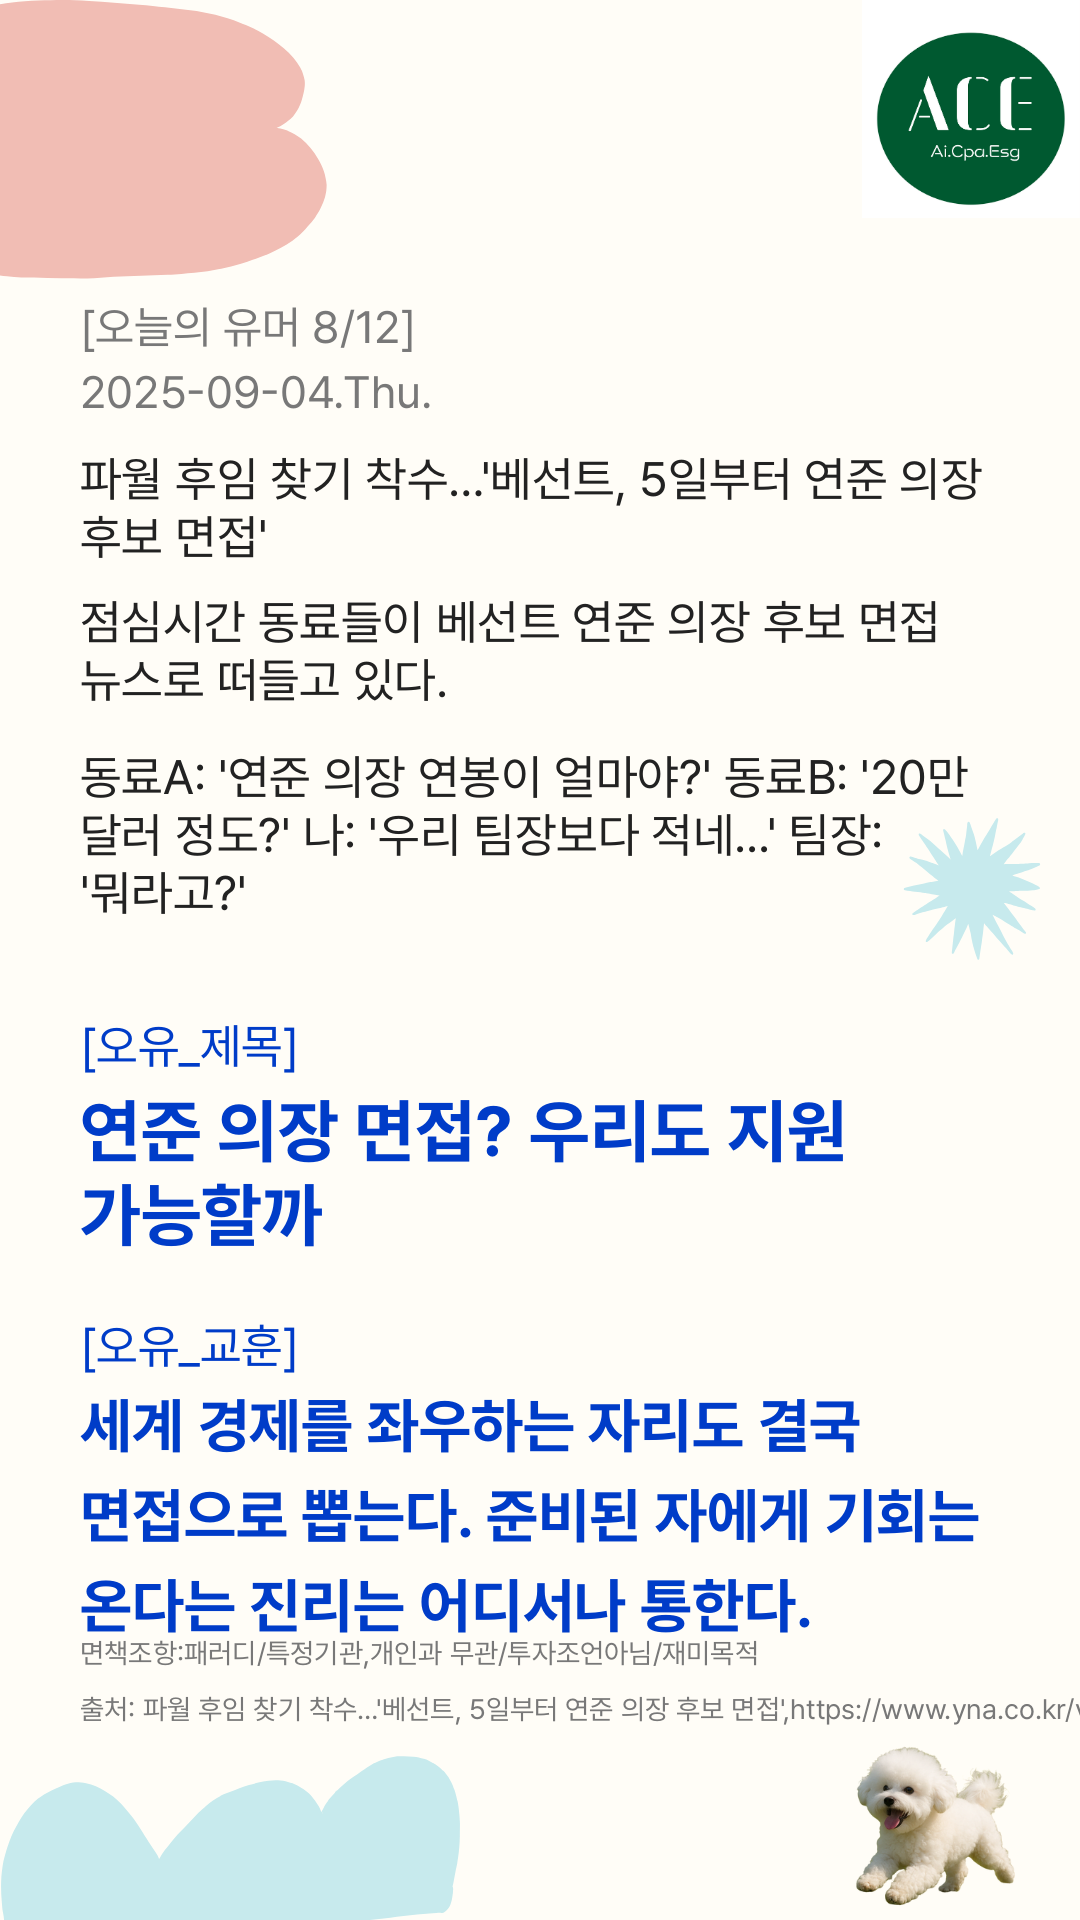 ACE
Ai.Cpa.Esg
[오늘의 유머 8/12]
2025-09-04.Thu.
파월 후임 찾기 착수...'베선트, 5일부터 연준 의장
후보 면접'
점심시간 동료들이 베선트 연준 의장 후보 면접
뉴스로 떠들고 있다.
동료A: '연준 의장 연봉이 얼마야?' 동료B: '20만
달러 정도?' 나: '우리 팀장보다 적네...' 팀장:
'뭐라고?'
[오유_제목]
연준 의장 면접? 우리도 지원
가능할까
[오유_교훈]
세계 경제를 좌우하는 자리도 결국
면접으로 뽑는다. 준비된 자에게 기회는
온다는 진리는 어디서나 통한다.
면책조항:패러디/특정기관,개인과 무관/투자조언아님/재미목적
출처: 파월 후임 찾기 착수...'베선트, 5일부터 연준 의장 후보 면접',https://www.yna.co.kr/